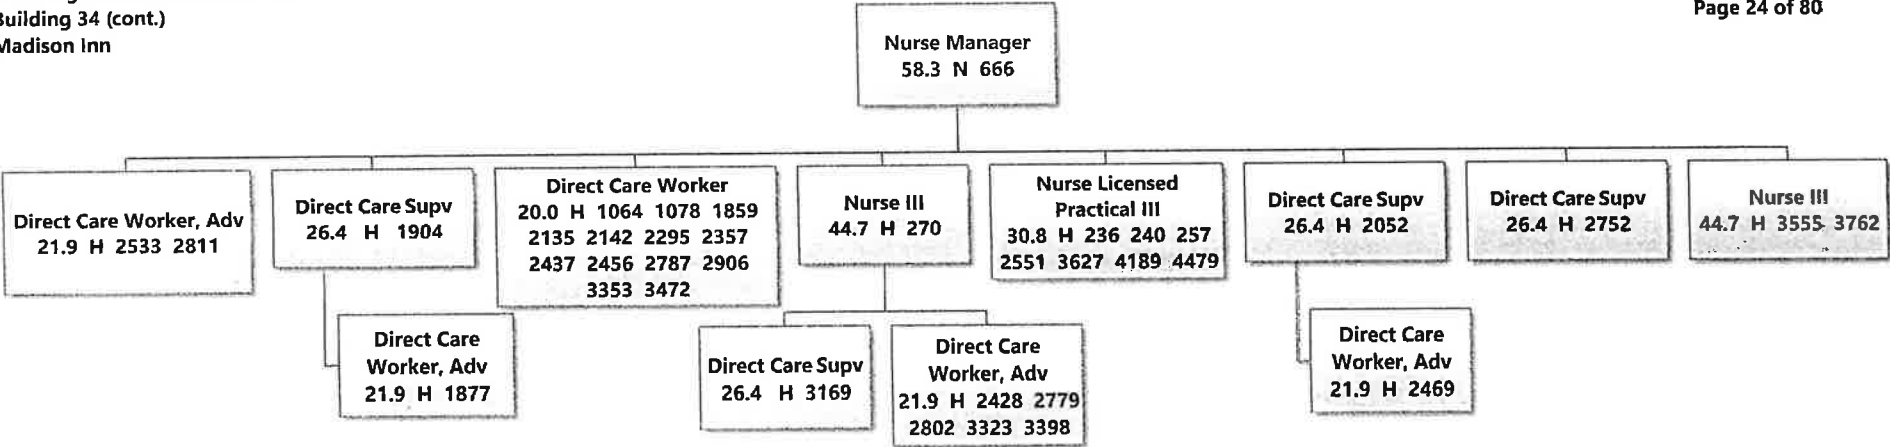 Building 34 (cont.)
Madison Inn
Page 24 of 80
Nurse Manager
58.3 N 666
Direct Care Worker, Adv
21.9 H 2533 2811
Direct Care Supv
26.4 H 1904
Direct Care Worker
20.0 H 1064 1078 1859
2135 2142 2295 2357
2437 2456 2787 2906
3353 3472
Nurse III
44.7 H 270
Nurse Licensed
Practical III
30.8 H 236 240 257
2551 3627 4189 4479
Direct Care Supv
26.4 H 2052
Direct Care Supv
26.4 H 2752
Nurse III
44.7 H 3555 3762
Direct Care
Worker, Adv
21.9 H 1877
Direct Care Supv
26.4 H 3169
Direct Care
Worker, Adv
21.9 H 2428 2779
2802 3323 3398
Direct Care
Worker, Adv
21.9 H 2469